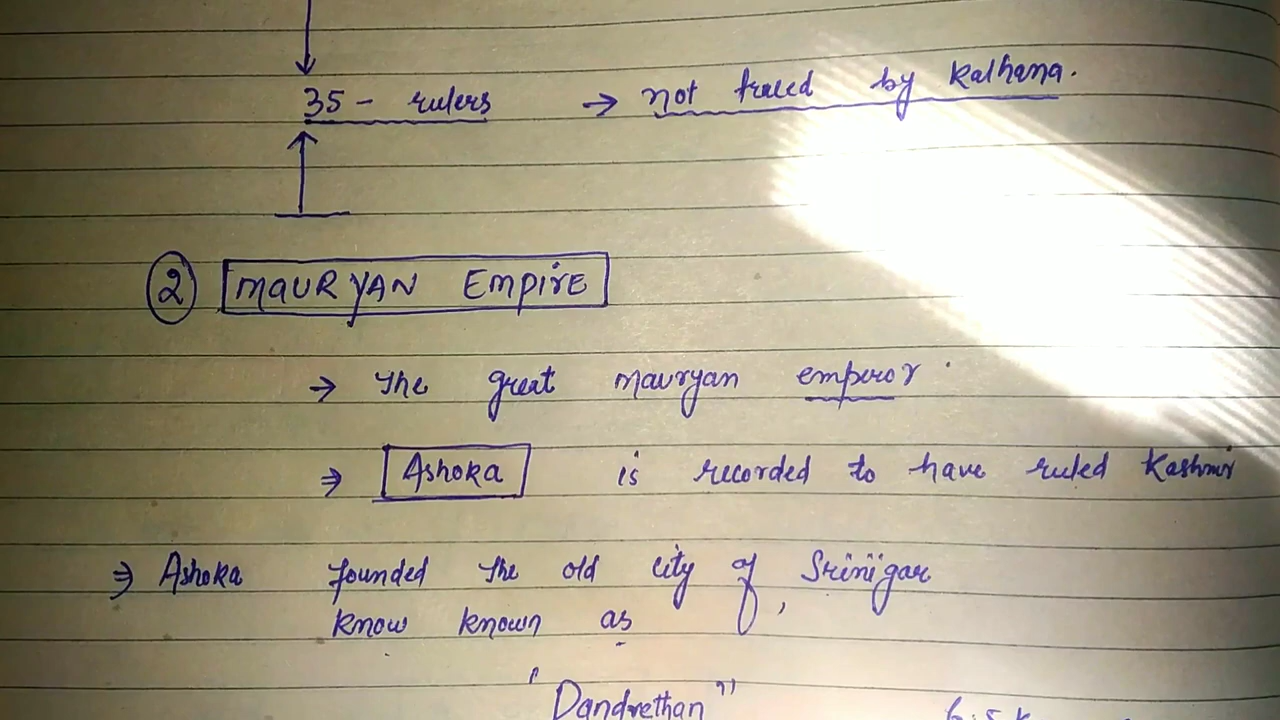 35 - rulers → not traced by Kalhana.
② MAURYAN EMPIRE
→ The great mauryan emperor
⇒ Ashoka is recorded to have ruled Kashmir
⇒ Ashoka founded the old city of Srinigar
know known as ,
' Dandrethan "